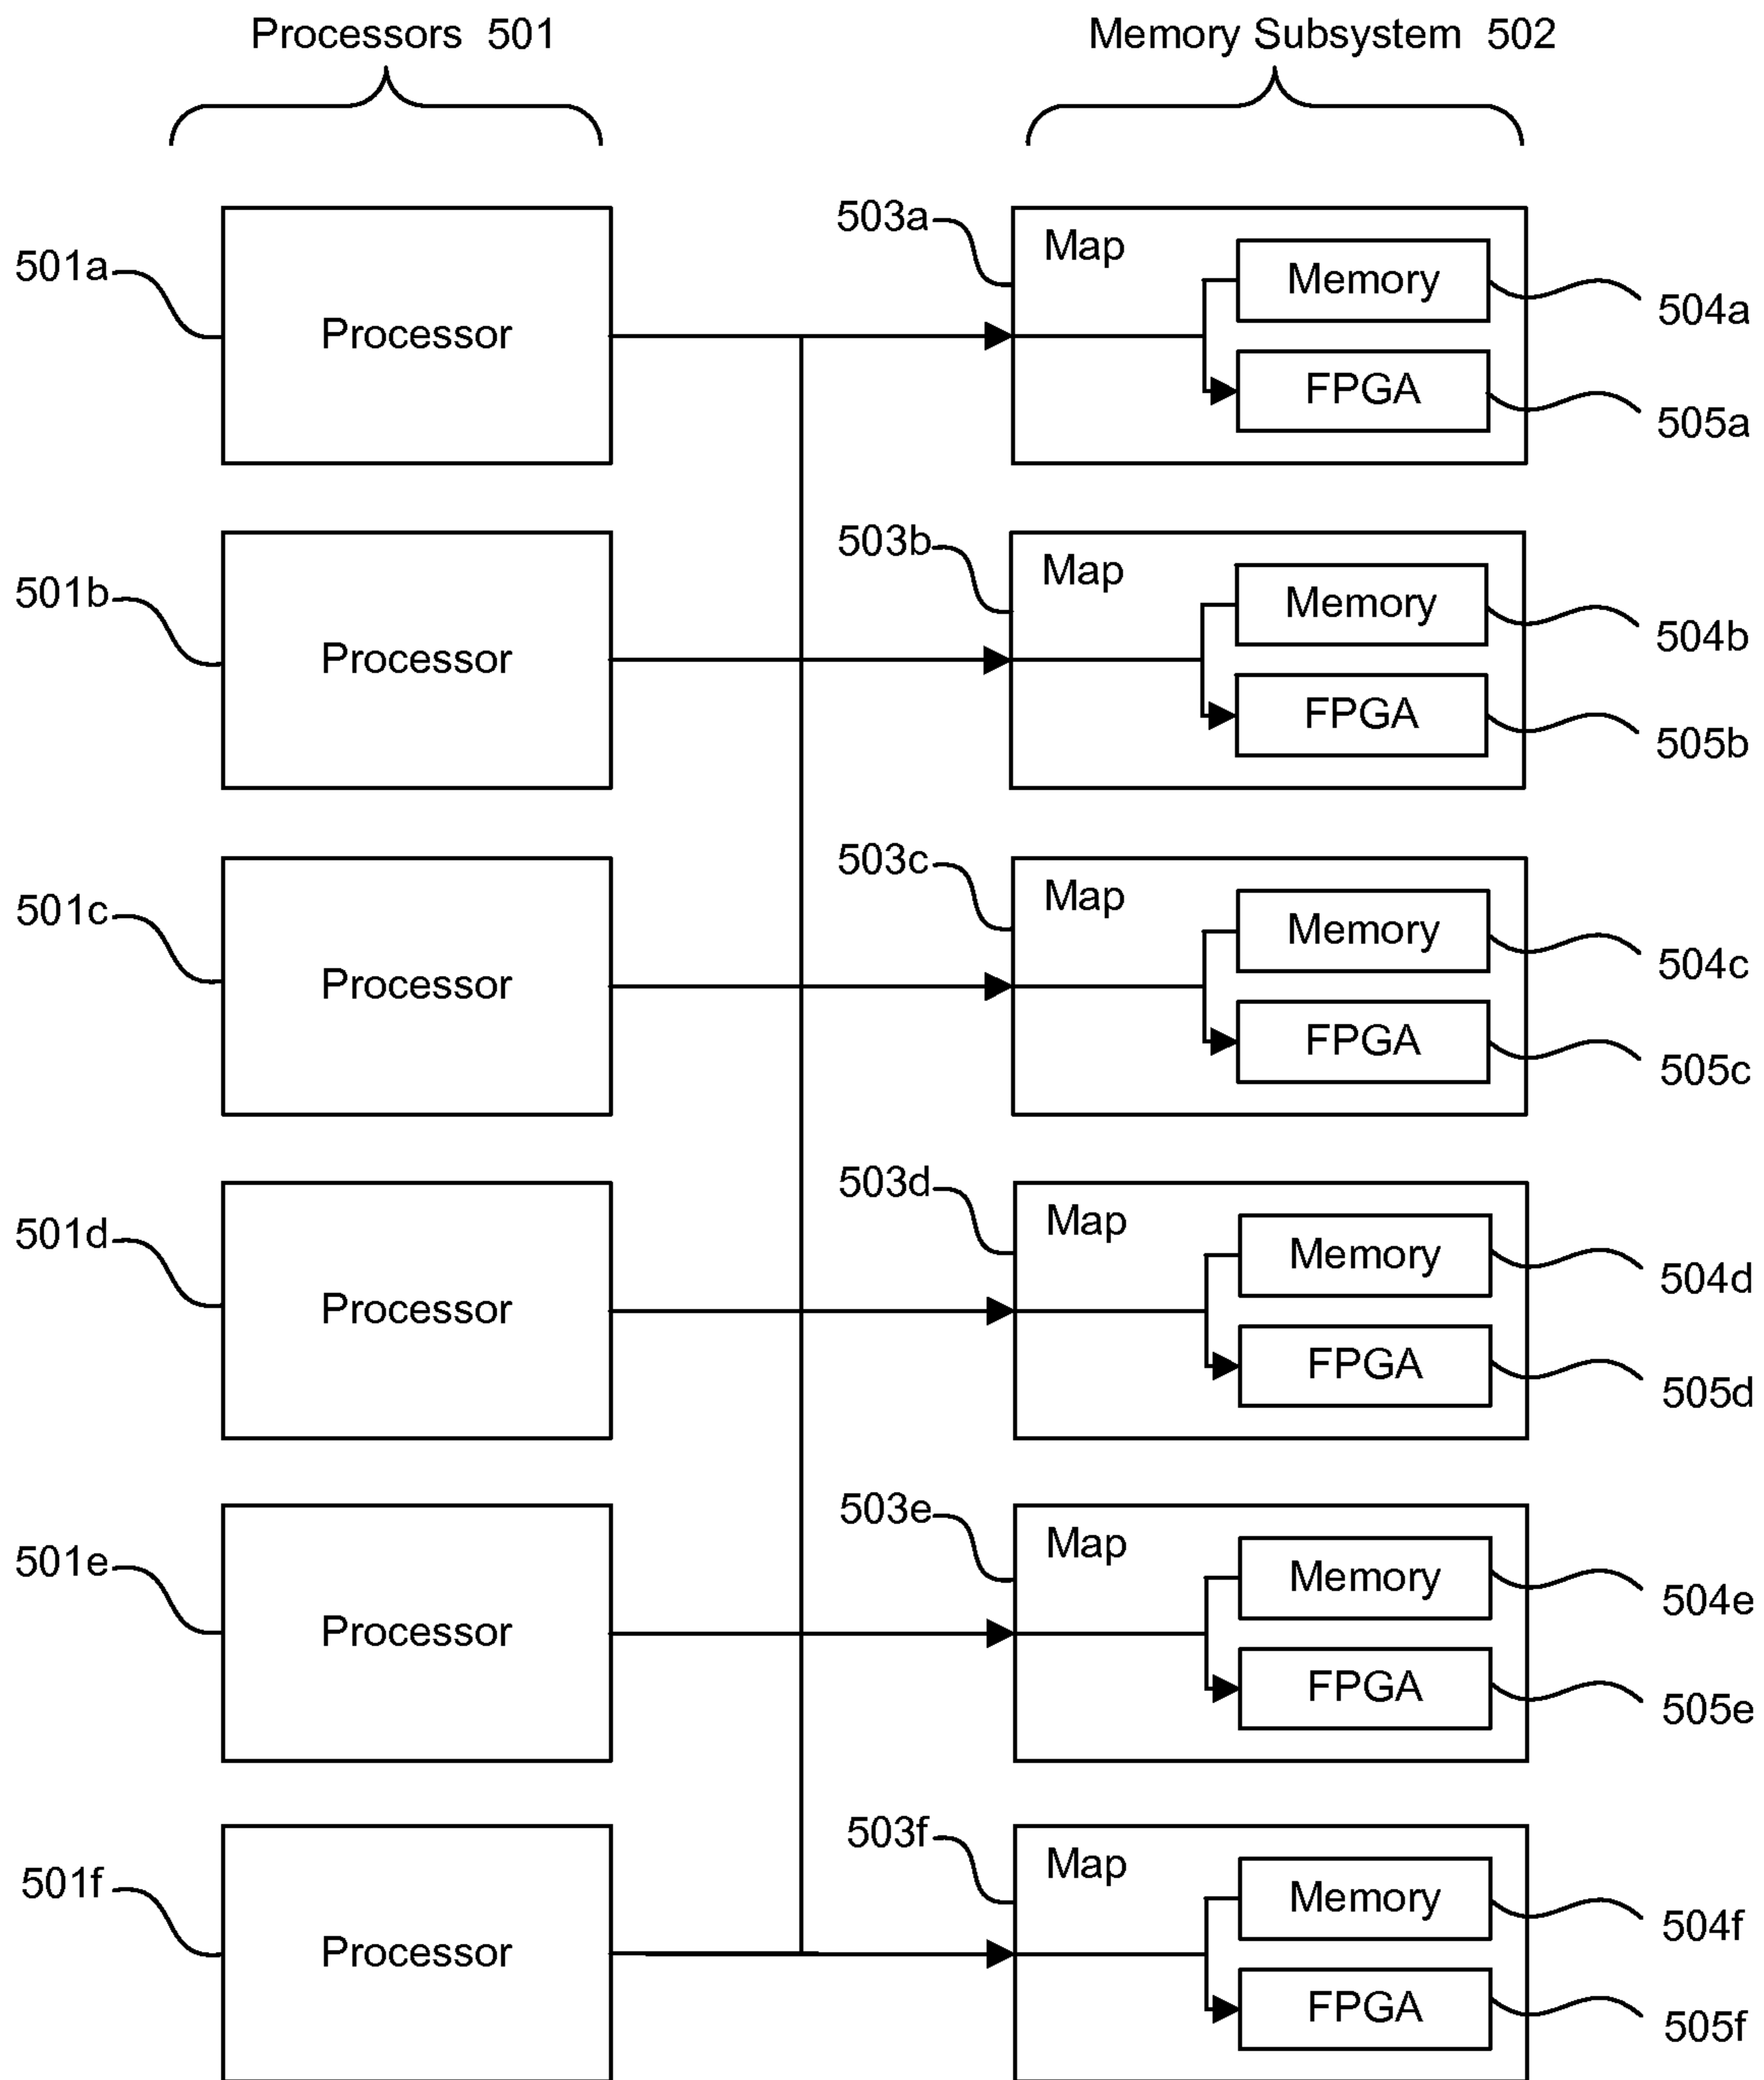 Processors 501
Memory Subsystem 502
501a
Processor
503a
Map
Memory
504a
FPGA
505a
501b
Processor
503b
Map
Memory
504b
FPGA
505b
501c
Processor
503c
Map
Memory
504c
FPGA
505c
501d
Processor
503d
Map
Memory
504d
FPGA
505d
501e
Processor
503e
Map
Memory
504e
FPGA
505e
501f
Processor
503f
Map
Memory
504f
FPGA
505f